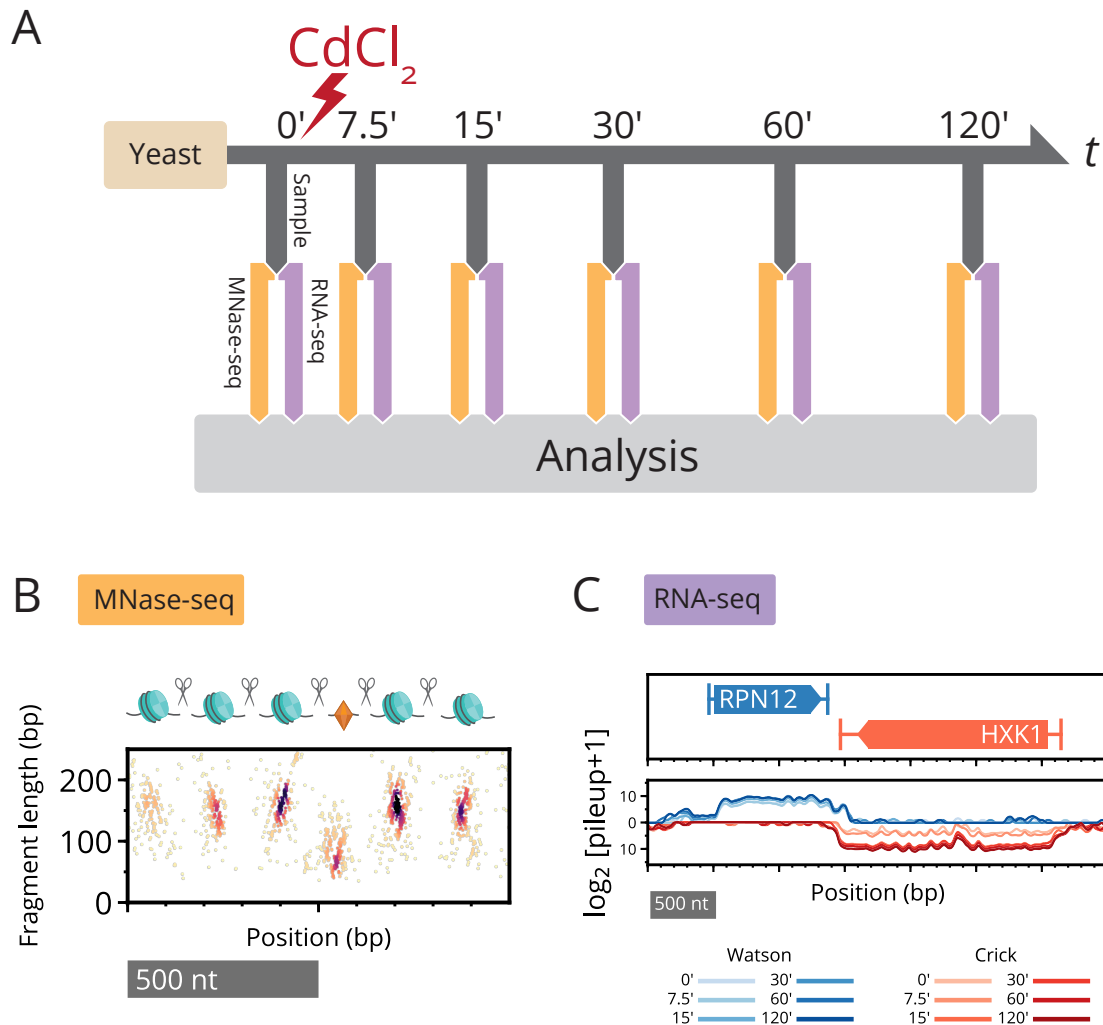 A
CdCl₂
0' 7.5' 15' 30' 60' 120'
Yeast
t
Sample
MNase-seq
RNA-seq
Analysis
B
MNase-seq
Fragment length (bp)
200
100
0
Position (bp)
500 nt
C
RNA-seq
RPN12
HXK1
log₂ [pileup+1]
10
0
10
Position (bp)
500 nt
Watson Crick
0' 30' 0' 30'
7.5' 60' 7.5' 60'
15' 120' 15' 120'